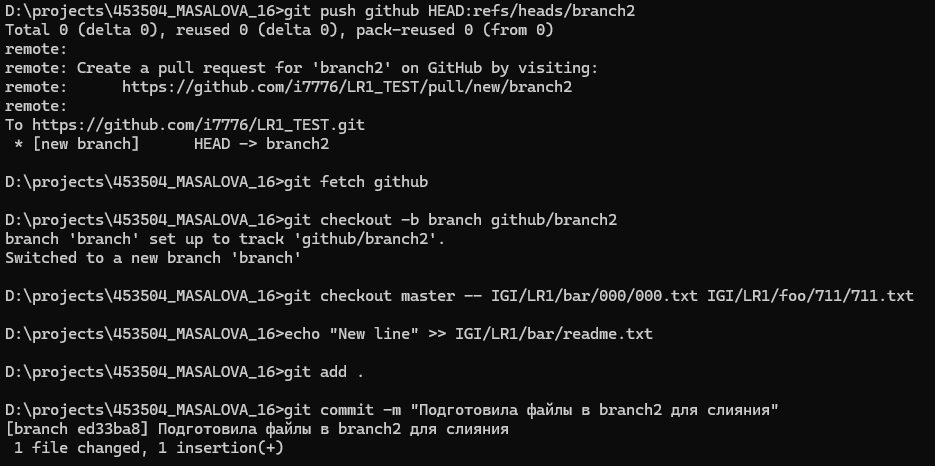 D:\projects\453504_MASALOVA_16>git push github HEAD:refs/heads/branch2
Total 0 (delta 0), reused 0 (delta 0), pack-reused 0 (from 0)
remote:
remote: Create a pull request for 'branch2' on GitHub by visiting:
remote:      https://github.com/i7776/LR1_TEST/pull/new/branch2
remote:
To https://github.com/i7776/LR1_TEST.git
 * [new branch]      HEAD -> branch2
D:\projects\453504_MASALOVA_16>git fetch github
D:\projects\453504_MASALOVA_16>git checkout -b branch github/branch2
branch 'branch' set up to track 'github/branch2'.
Switched to a new branch 'branch'
D:\projects\453504_MASALOVA_16>git checkout master -- IGI/LR1/bar/000/000.txt IGI/LR1/foo/711/711.txt
D:\projects\453504_MASALOVA_16>echo "New line" >> IGI/LR1/bar/readme.txt
D:\projects\453504_MASALOVA_16>git add .
D:\projects\453504_MASALOVA_16>git commit -m "Подготовила файлы в branch2 для слияния"
[branch ed33ba8] Подготовила файлы в branch2 для слияния
 1 file changed, 1 insertion(+)